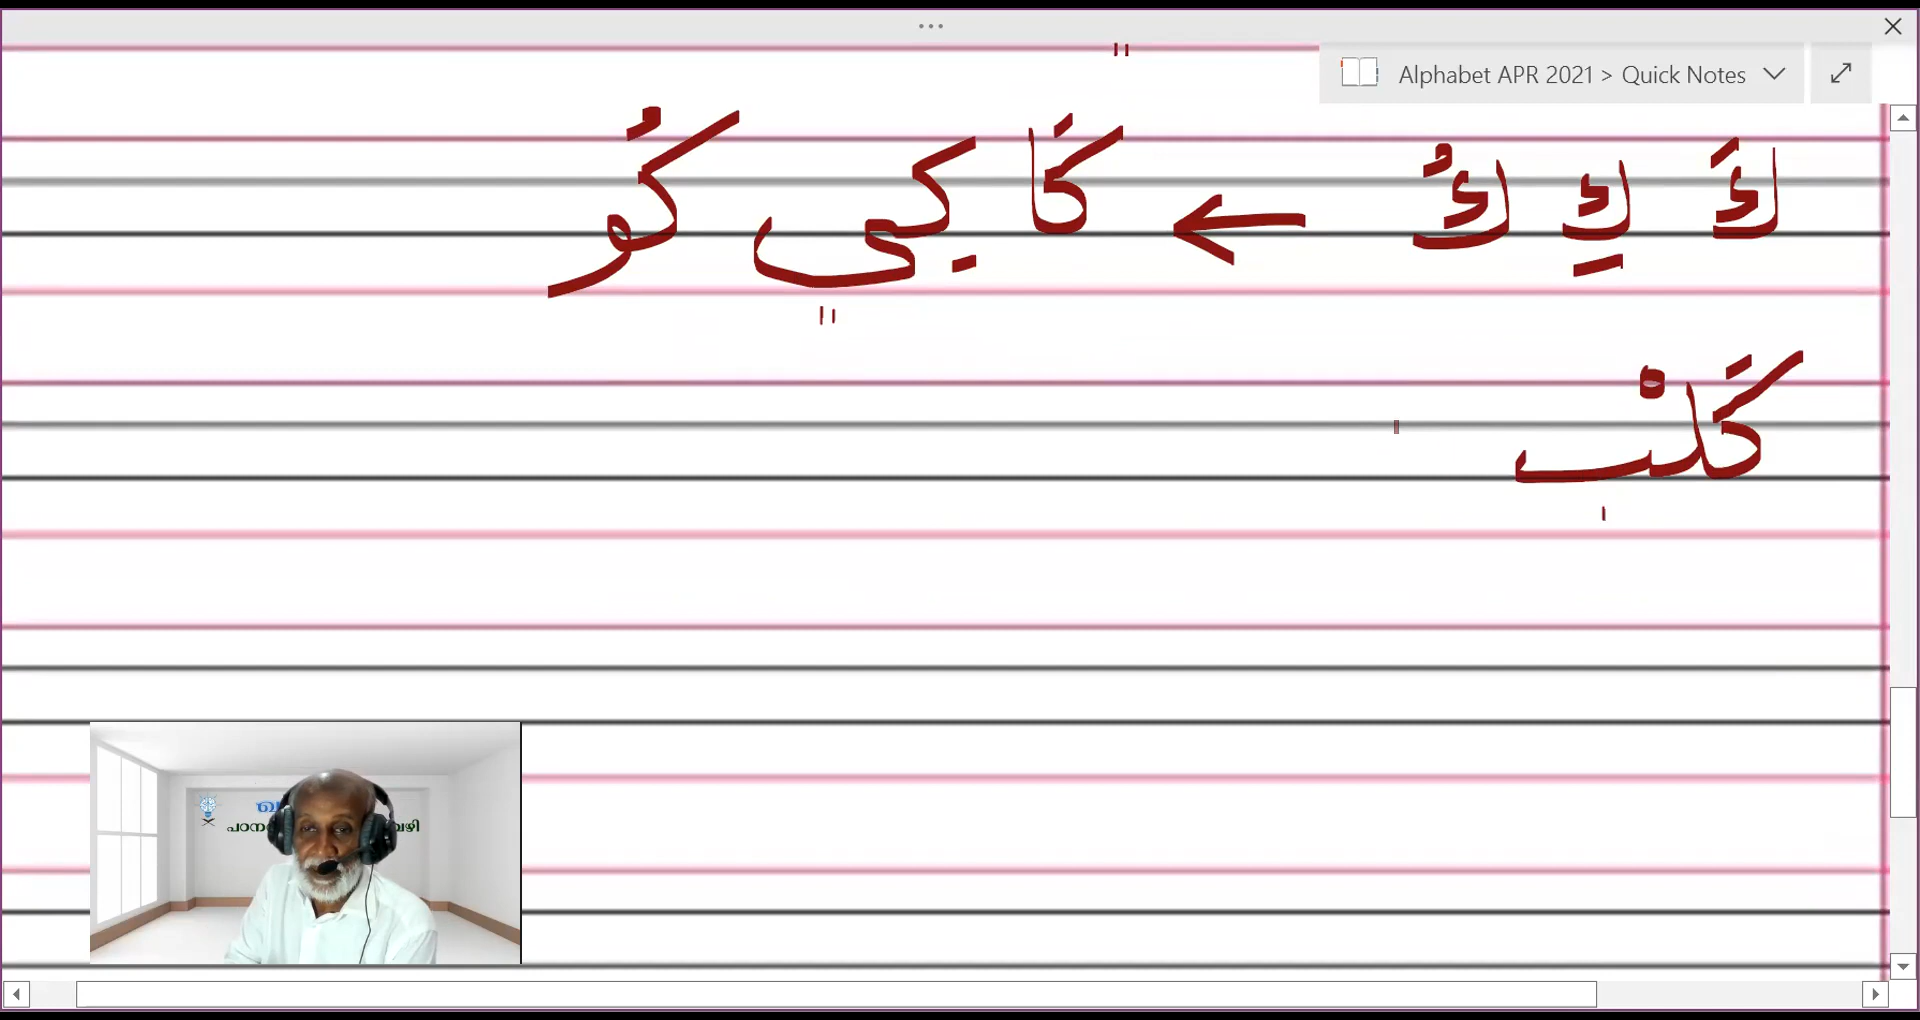 Alphabet APR 2021 > Quick Notes
كَ كِ كُ ← كَا كِي كُو
كَلْب